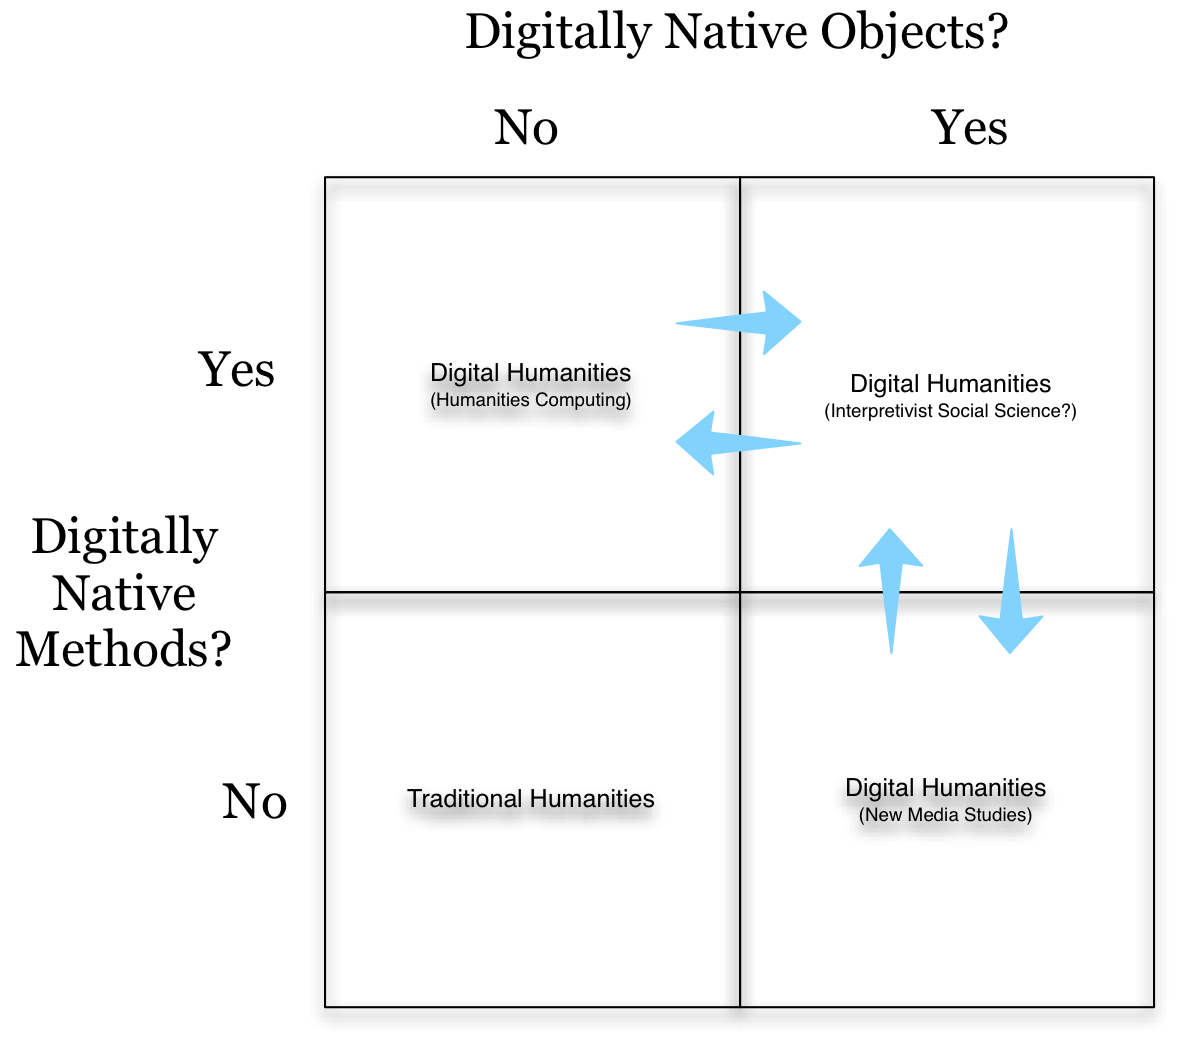 Digitally Native Objects?
No
Yes
Yes
Digital Humanities
(Humanities Computing)
Digital Humanities
(Interpretivist Social Science?)
Digitally
Native
Methods?
No
Traditional Humanities
Digital Humanities
(New Media Studies)